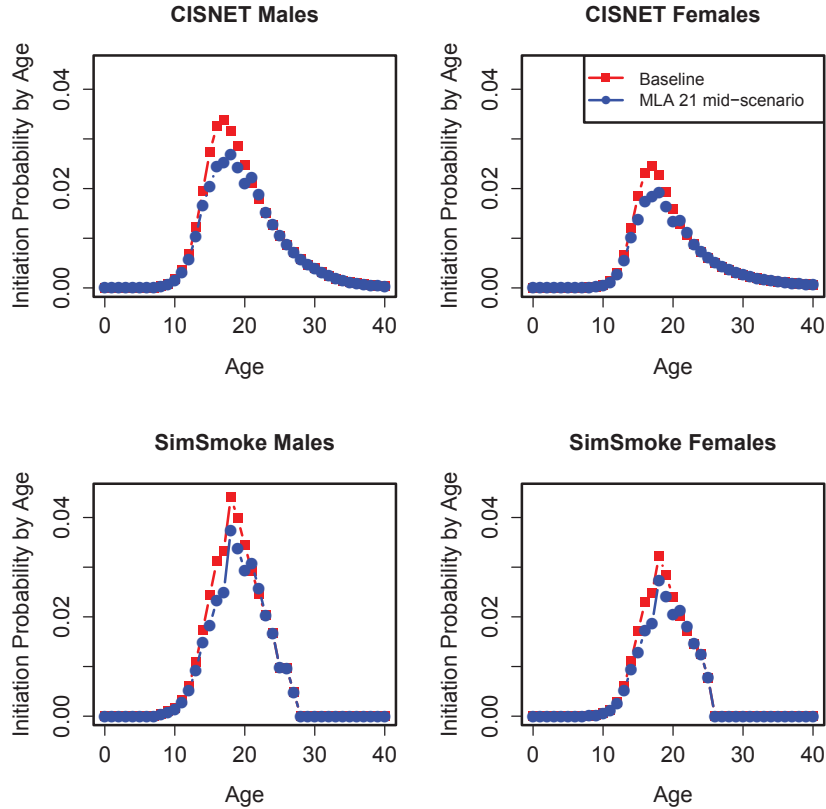 CISNET Males
Initiation Probability by Age
0.00 0.02 0.04
0 10 20 30 40
Age
CISNET Females
Baseline
MLA 21 mid−scenario
Initiation Probability by Age
0.00 0.02 0.04
0 10 20 30 40
Age
SimSmoke Males
Initiation Probability by Age
0.00 0.02 0.04
0 10 20 30 40
Age
SimSmoke Females
Initiation Probability by Age
0.00 0.02 0.04
0 10 20 30 40
Age